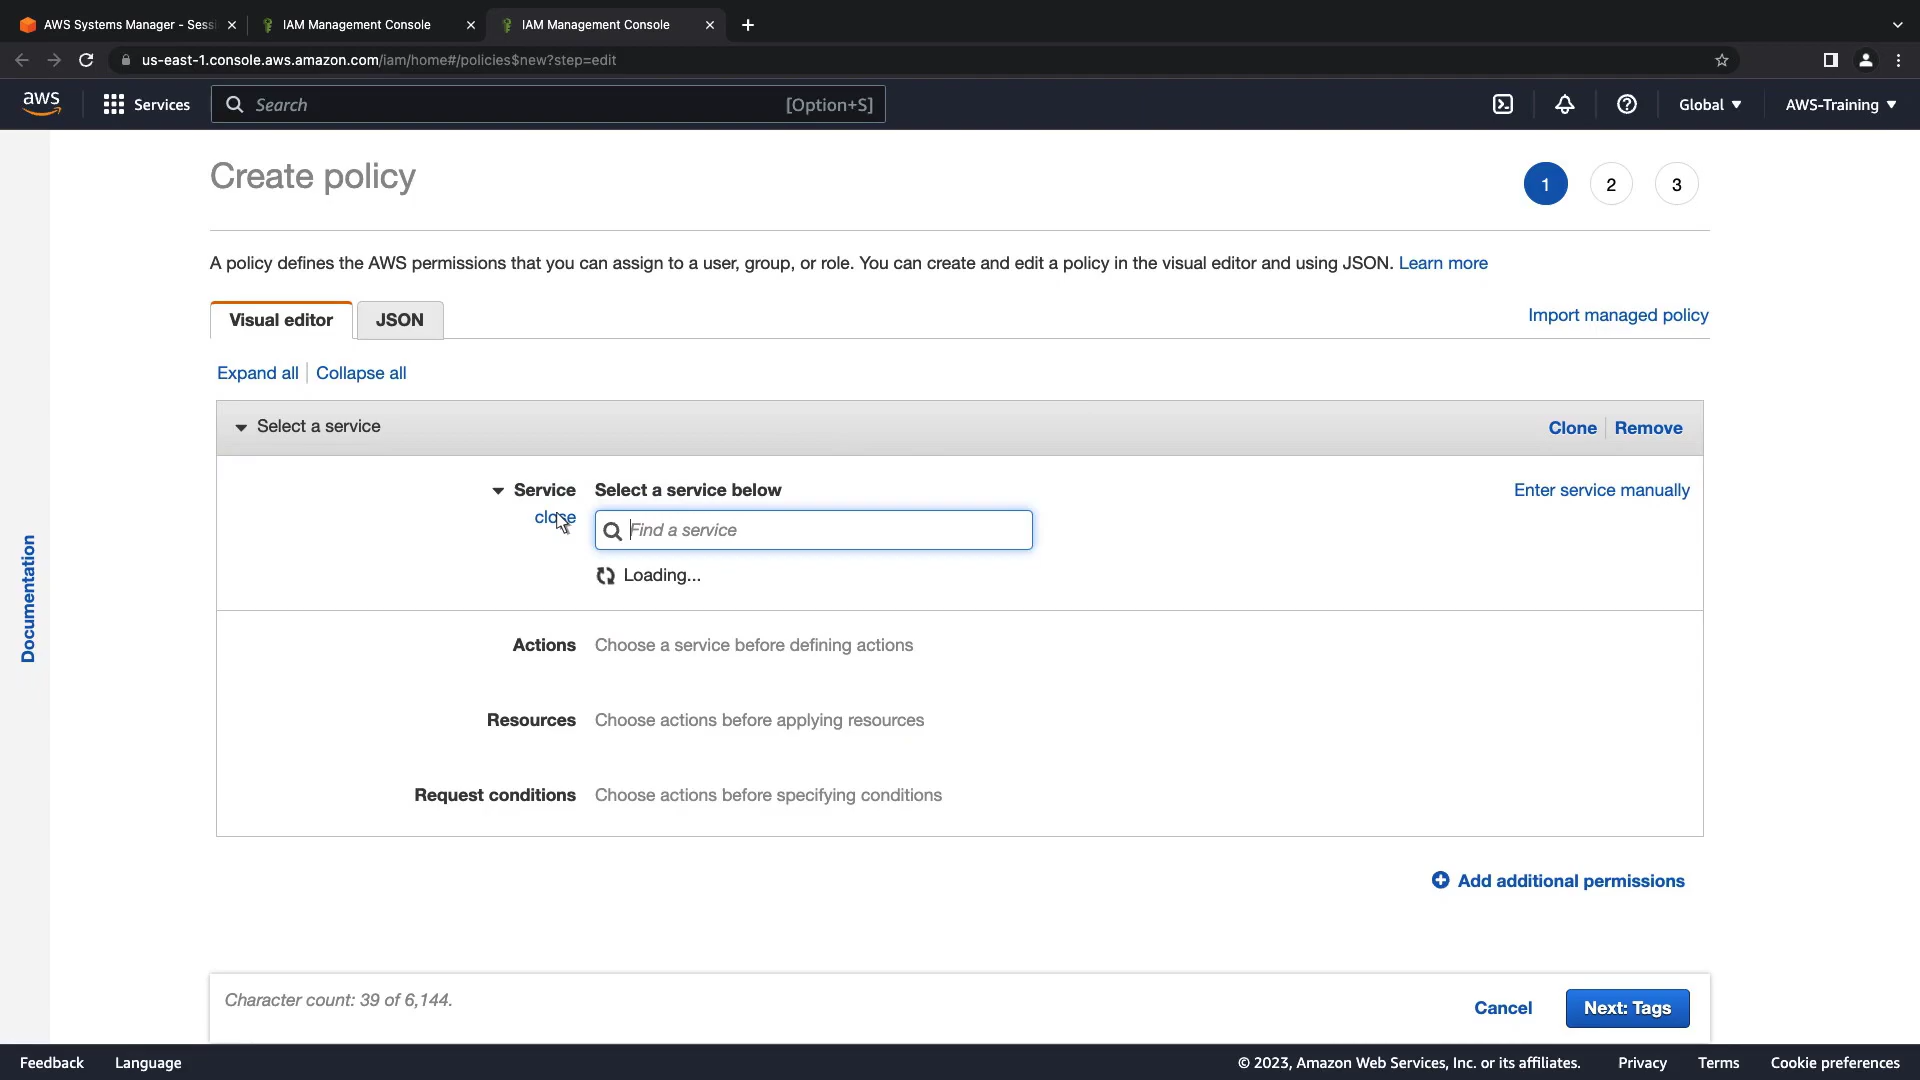 AWS Systems Manager - Sess
IAM Management Console
IAM Management Console
us-east-1.console.aws.amazon.com/iam/home#/policies$new?step=edit
aws
Services
Search
[Option+S]
Global
AWS-Training
Create policy
1
2
3
A policy defines the AWS permissions that you can assign to a user, group, or role. You can create and edit a policy in the visual editor and using JSON. Learn more
Visual editor
JSON
Import managed policy
Expand all
Collapse all
Select a service
Clone
Remove
Service
Select a service below
Enter service manually
close
Find a service
Loading...
Documentation
Actions
Choose a service before defining actions
Resources
Choose actions before applying resources
Request conditions
Choose actions before specifying conditions
Add additional permissions
Character count: 39 of 6,144.
Cancel
Next: Tags
Feedback
Language
© 2023, Amazon Web Services, Inc. or its affiliates.
Privacy
Terms
Cookie preferences